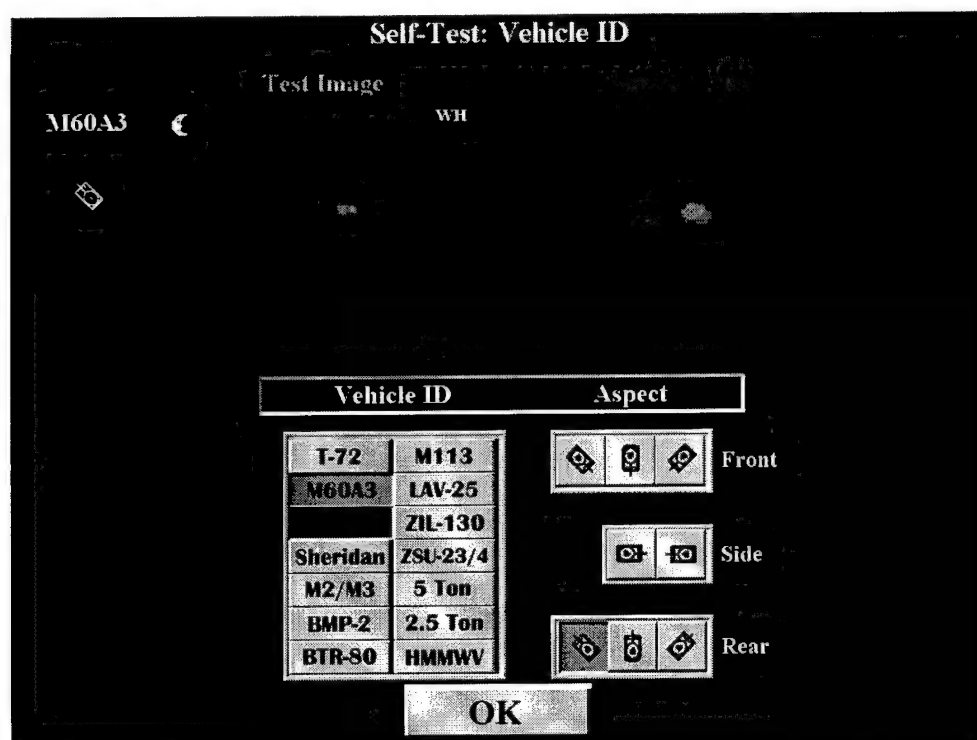 Self-Test: Vehicle ID
Test Image
M60A3
WH
Vehicle ID Aspect
T-72 M113
M60A3 LAV-25
ZIL-130
Sheridan ZSU-23/4
M2/M3 5 Ton
BMP-2 2.5 Ton
BTR-80 HMMWV
Front
Side
Rear
OK